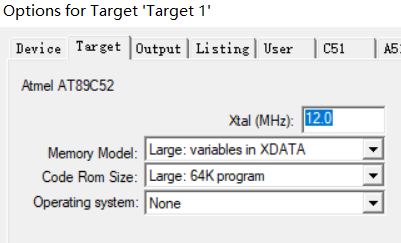 Options for Target 'Target 1'
Device Target Output Listing User C51 A5
Atmel AT89C52
Xtal (MHz): 12.0
Memory Model: Large: variables in XDATA
Code Rom Size: Large: 64K program
Operating system: None